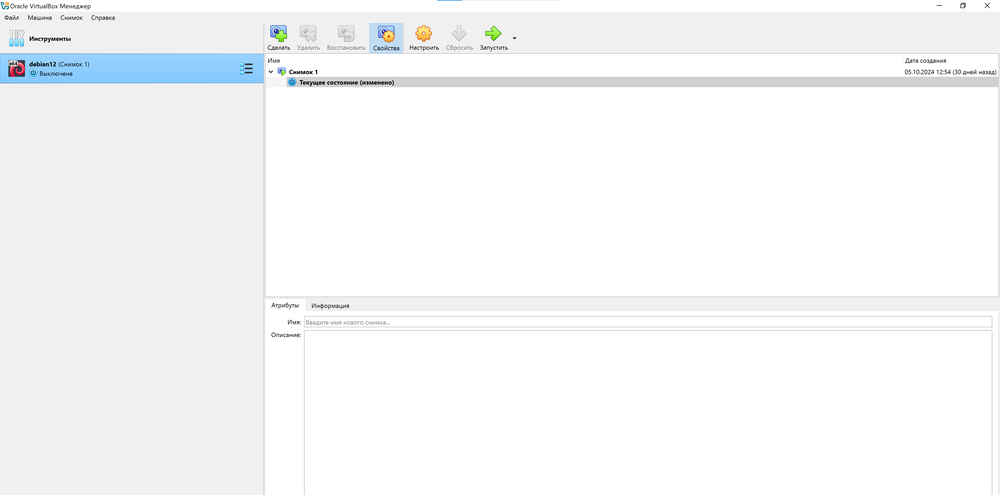 Oracle VirtualBox Менеджер
Файл Машина Снимок Справка
Инструменты
Сделать Удалить Восстановить Свойства Настроить Сбросить Запустить
x64
debian12 (Снимок 1)
Выключена
Имя Дата создания
Снимок 1 05.10.2024 12:54 (30 дней назад)
Текущее состояние (изменено)
Атрибуты Информация
Имя: Введите имя нового снимка...
Описание: